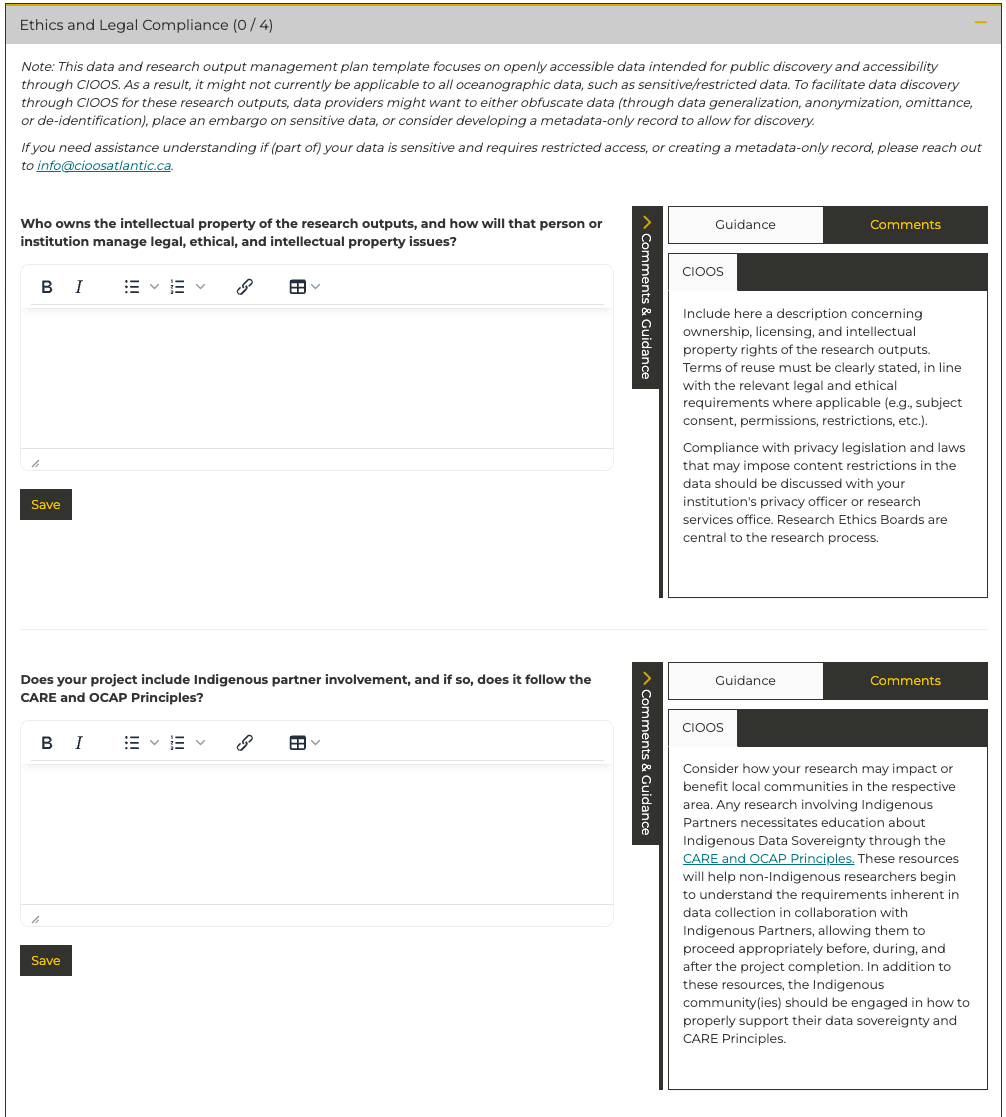 Ethics and Legal Compliance (0 / 4)
Note: This data and research output management plan template focuses on openly accessible data intended for public discovery and accessibility
through CIOOS. As a result, it might not currently be applicable to all oceanographic data, such as sensitive/restricted data. To facilitate data discovery
through CIOOS for these research outputs, data providers might want to either obfuscate data (through data generalization, anonymization, omittance,
or de-identification), place an embargo on sensitive data, or consider developing a metadata-only record to allow for discovery.
If you need assistance understanding if (part of) your data is sensitive and requires restricted access, or creating a metadata-only record, please reach out
to info@cioosatlantic.ca.
Who owns the intellectual property of the research outputs, and how will that person or
institution manage legal, ethical, and intellectual property issues?
B I
Save
Comments & Guidance
Guidance
Comments
CIOOS
Include here a description concerning
ownership, licensing, and intellectual
property rights of the research outputs.
Terms of reuse must be clearly stated, in line
with the relevant legal and ethical
requirements where applicable (e.g., subject
consent, permissions, restrictions, etc.).
Compliance with privacy legislation and laws
that may impose content restrictions in the
data should be discussed with your
institution's privacy officer or research
services office. Research Ethics Boards are
central to the research process.
Does your project include Indigenous partner involvement, and if so, does it follow the
CARE and OCAP Principles?
B I
Save
Comments & Guidance
Guidance
Comments
CIOOS
Consider how your research may impact or
benefit local communities in the respective
area. Any research involving Indigenous
Partners necessitates education about
Indigenous Data Sovereignty through the
CARE and OCAP Principles. These resources
will help non-Indigenous researchers begin
to understand the requirements inherent in
data collection in collaboration with
Indigenous Partners, allowing them to
proceed appropriately before, during, and
after the project completion. In addition to
these resources, the Indigenous
community(ies) should be engaged in how to
properly support their data sovereignty and
CARE Principles.